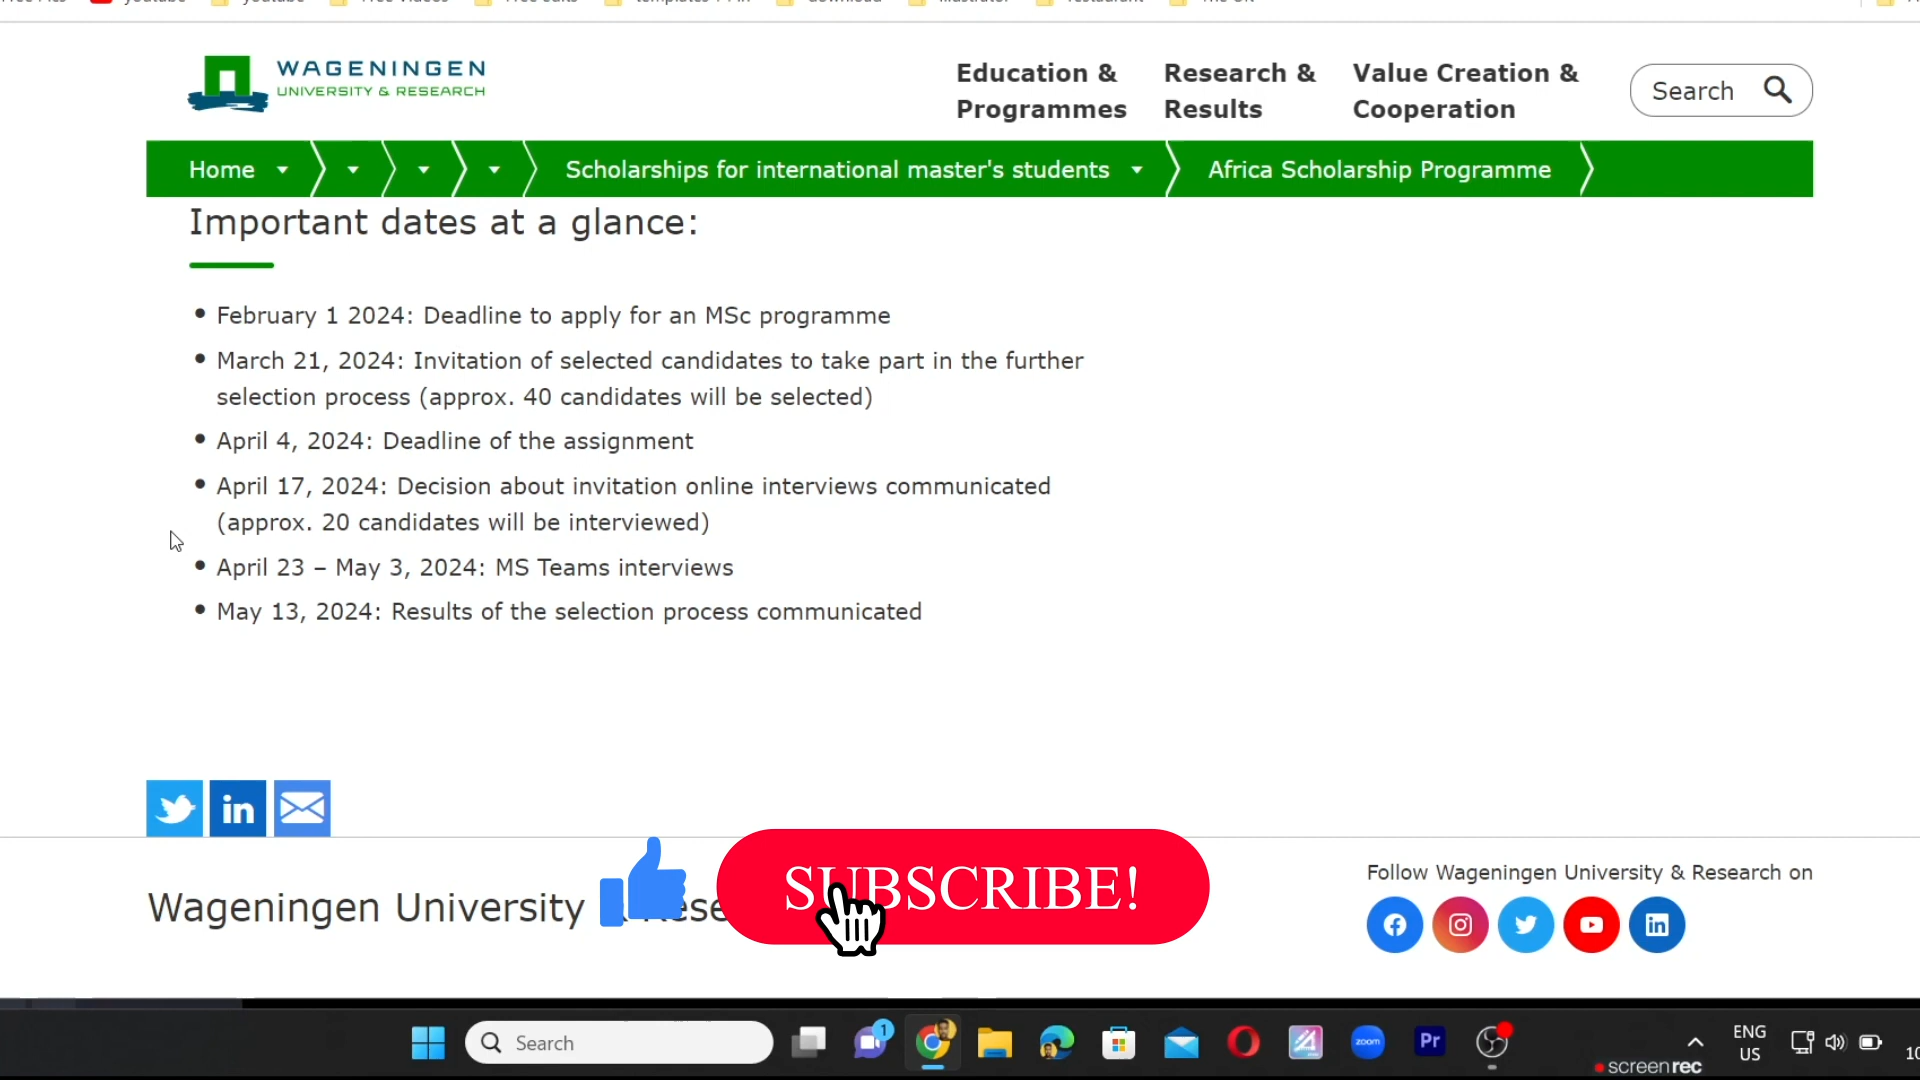 WAGENINGEN
UNIVERSITY & RESEARCH
Education &
Programmes
Research &
Results
Value Creation &
Cooperation
Search
Home
Scholarships for international master's students
Africa Scholarship Programme
Important dates at a glance:
• February 1 2024: Deadline to apply for an MSc programme
• March 21, 2024: Invitation of selected candidates to take part in the further
selection process (approx. 40 candidates will be selected)
• April 4, 2024: Deadline of the assignment
• April 17, 2024: Decision about invitation online interviews communicated
(approx. 20 candidates will be interviewed)
• April 23 – May 3, 2024: MS Teams interviews
• May 13, 2024: Results of the selection process communicated
in
Wageningen University
SUBSCRIBE!
Follow Wageningen University & Research on
in
Search
1
zoom
Pr
ENG
US
screenrec